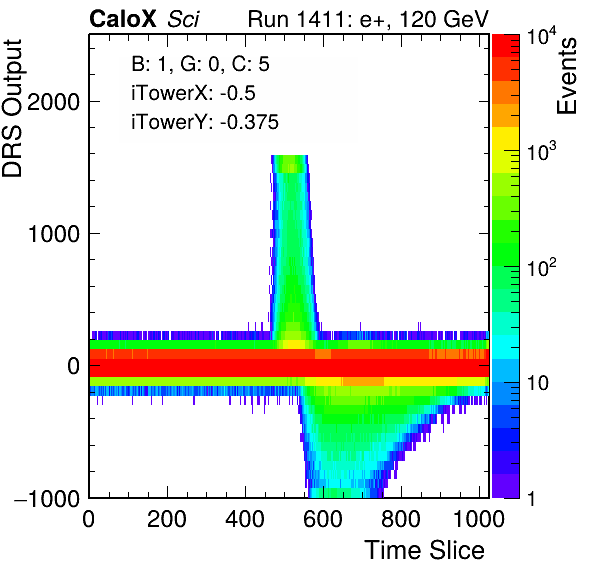 CaloX Sci Run 1411: e+, 120 GeV
B: 1, G: 0, C: 5
iTowerX: -0.5
iTowerY: -0.375
DRS Output
2000
1000
0
−1000
0 200 400 600 800 1000
Time Slice
Events
10^4
10^3
10^2
10
1